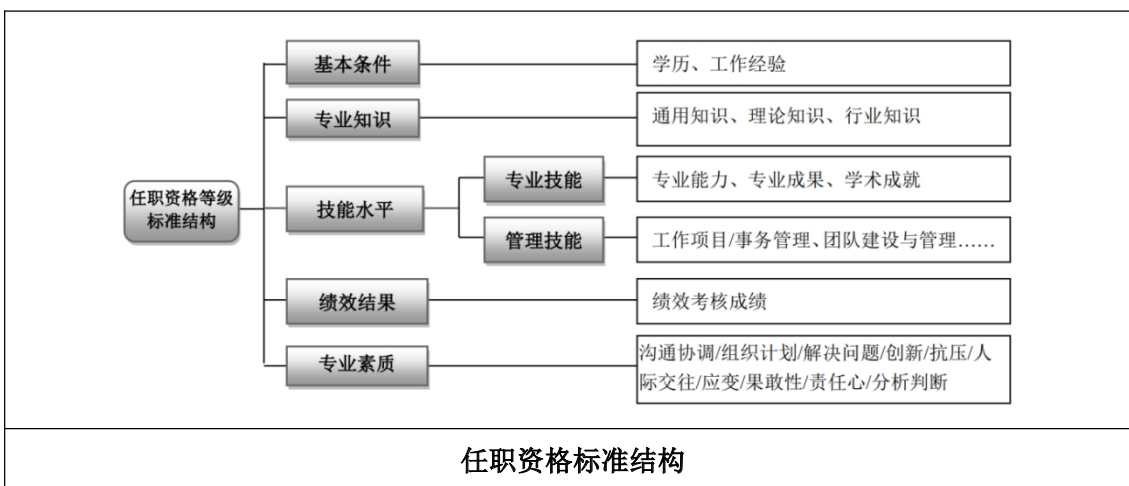 基本条件
学历、工作经验
专业知识
通用知识、理论知识、行业知识
任职资格等级
标准结构
技能水平
专业技能
专业能力、专业成果、学术成就
管理技能
工作项目/事务管理、团队建设与管理……
绩效结果
绩效考核成绩
专业素质
沟通协调/组织计划/解决问题/创新/抗压/人
际交往/应变/果敢性/责任心/分析判断
任职资格标准结构